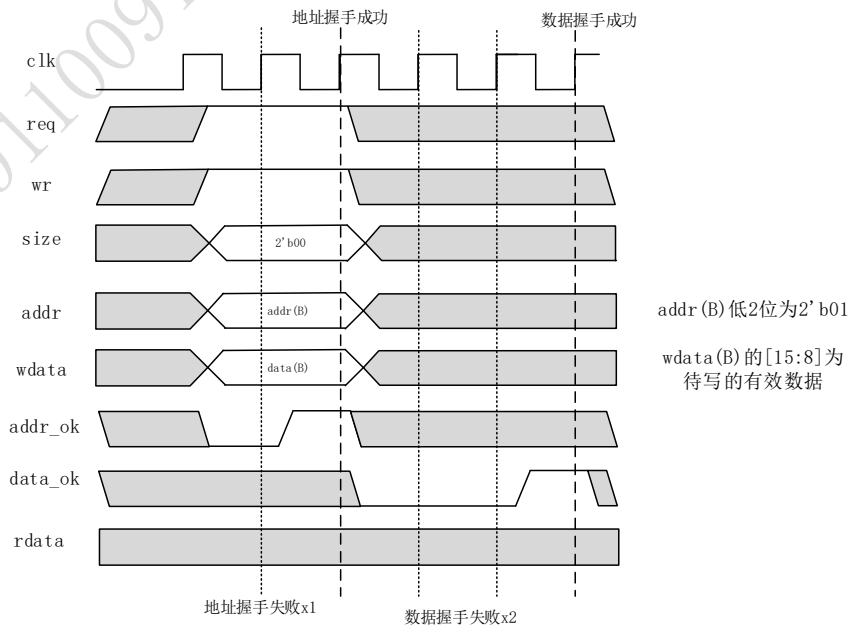 地址握手成功
数据握手成功
clk
req
wr
size
2'b00
addr
addr(B)
addr(B)低2位为2'b01
wdata
data(B)
wdata(B)的[15:8]为
待写的有效数据
addr_ok
data_ok
rdata
地址握手失败x1
数据握手失败x2